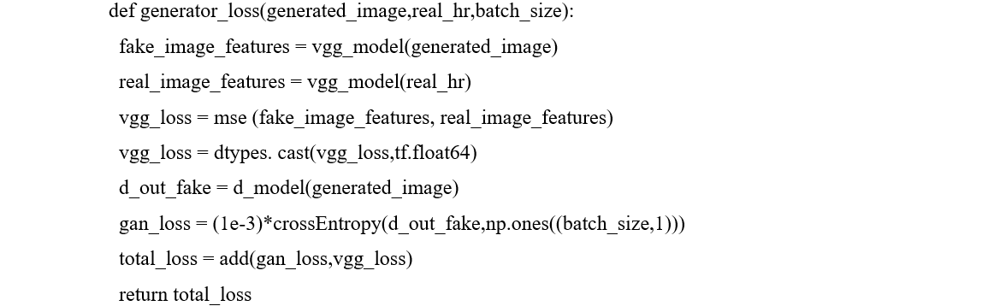 def generator_loss(generated_image,real_hr,batch_size):
fake_image_features = vgg_model(generated_image)
real_image_features = vgg_model(real_hr)
vgg_loss = mse (fake_image_features, real_image_features)
vgg_loss = dtypes. cast(vgg_loss,tf.float64)
d_out_fake = d_model(generated_image)
gan_loss = (1e-3)*crossEntropy(d_out_fake,np.ones((batch_size,1)))
total_loss = add(gan_loss,vgg_loss)
return total_loss